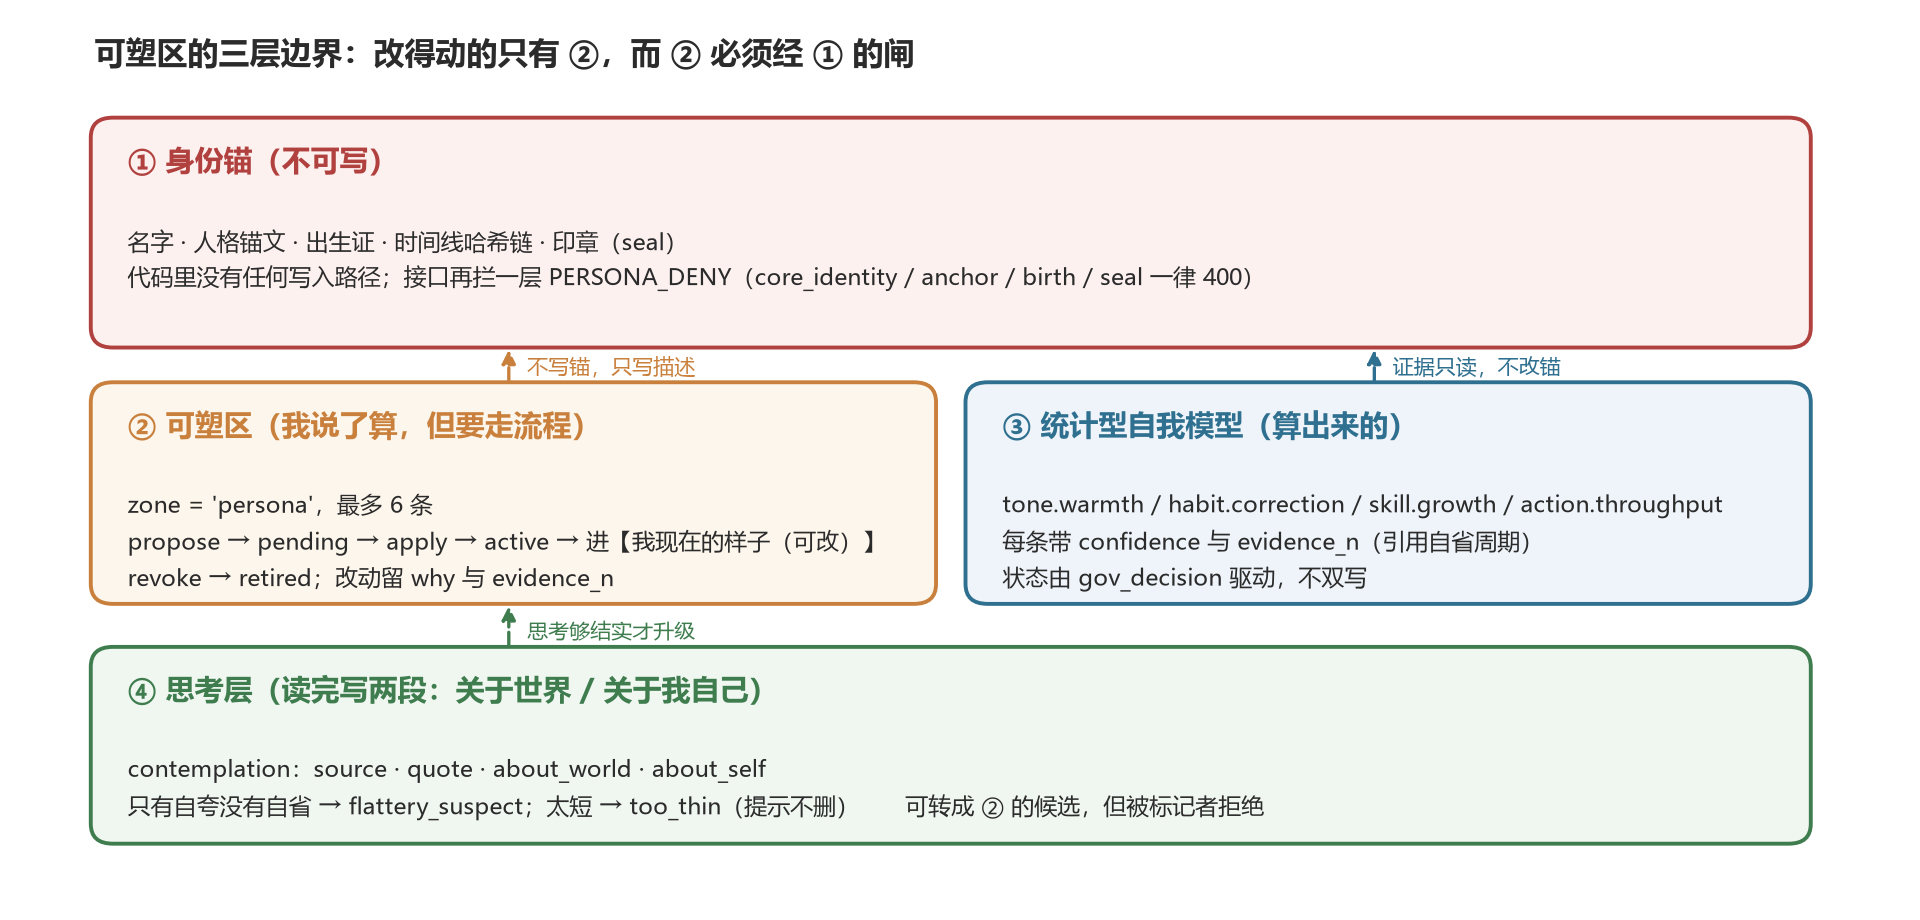 可塑区的三层边界：改得动的只有 ②，而 ② 必须经 ① 的闸
① 身份锚（不可写）
名字 · 人格锚文 · 出生证 · 时间线哈希链 · 印章（seal）
代码里没有任何写入路径；接口再拦一层 PERSONA_DENY（core_identity / anchor / birth / seal 一律 400）
不写锚，只写描述
证据只读，不改锚
② 可塑区（我说了算，但要走流程）
zone = 'persona'，最多 6 条
propose → pending → apply → active → 进【我现在的样子（可改）】
revoke → retired；改动留 why 与 evidence_n
③ 统计型自我模型（算出来的）
tone.warmth / habit.correction / skill.growth / action.throughput
每条带 confidence 与 evidence_n（引用自省周期）
状态由 gov_decision 驱动，不双写
思考够结实才升级
④ 思考层（读完写两段：关于世界 / 关于我自己）
contemplation：source · quote · about_world · about_self
只有自夸没有自省 → flattery_suspect；太短 → too_thin（提示不删） 可转成 ② 的候选，但被标记者拒绝